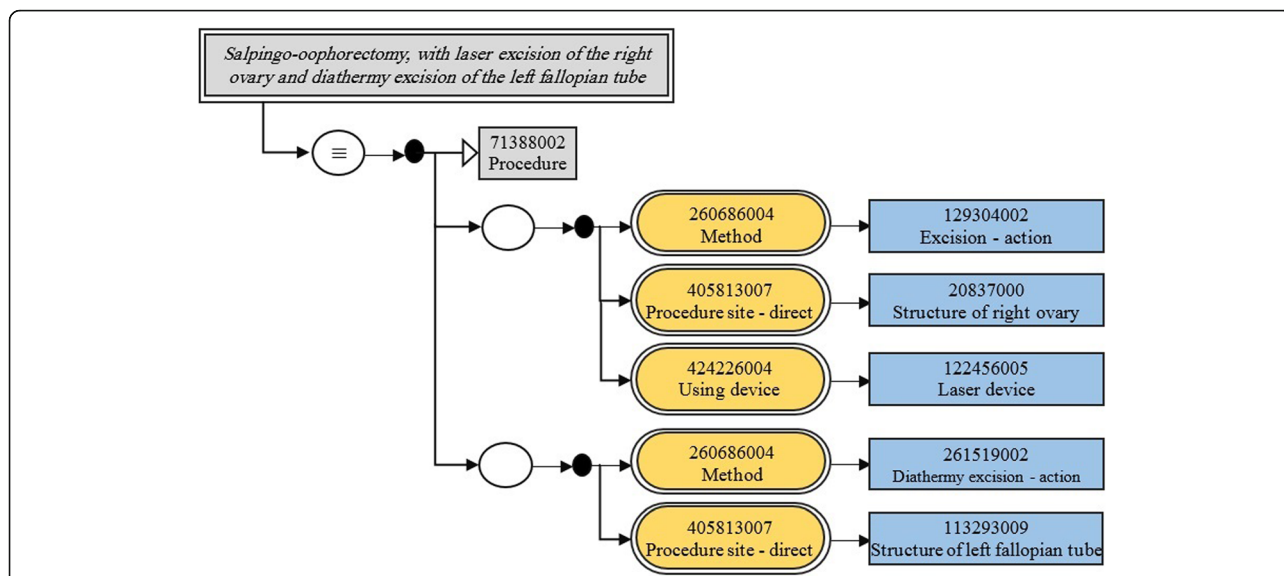 Salpingo-oophorectomy, with laser excision of the right
ovary and diathermy excision of the left fallopian tube
≡
71388002
Procedure
260686004
Method
129304002
Excision - action
405813007
Procedure site - direct
20837000
Structure of right ovary
424226004
Using device
122456005
Laser device
260686004
Method
261519002
Diathermy excision - action
405813007
Procedure site - direct
113293009
Structure of left fallopian tube